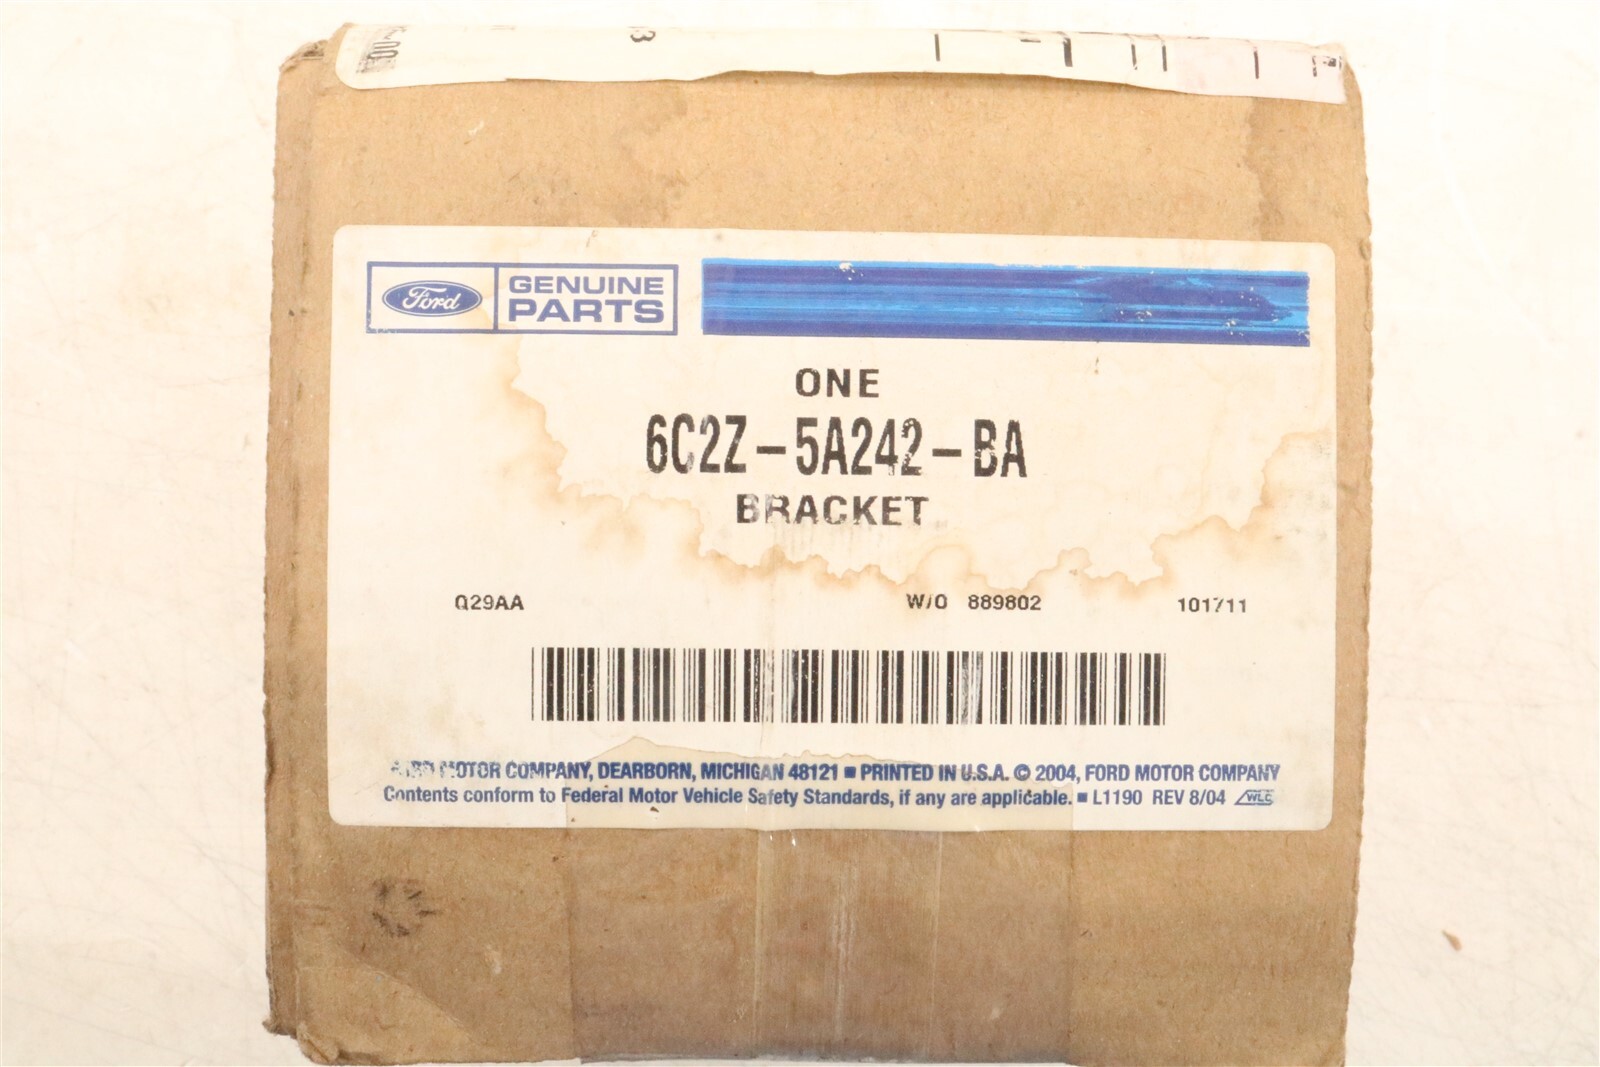 Ford GENUINE
PARTS
ONE
6C2Z-5A242-BA
BRACKET
Q29AA W/O 889802 101711
FORD MOTOR COMPANY, DEARBORN, MICHIGAN 48121 ■ PRINTED IN U.S.A. © 2004, FORD MOTOR COMPANY
Contents conform to Federal Motor Vehicle Safety Standards, if any are applicable. ■ L1190 REV 8/04 WLC